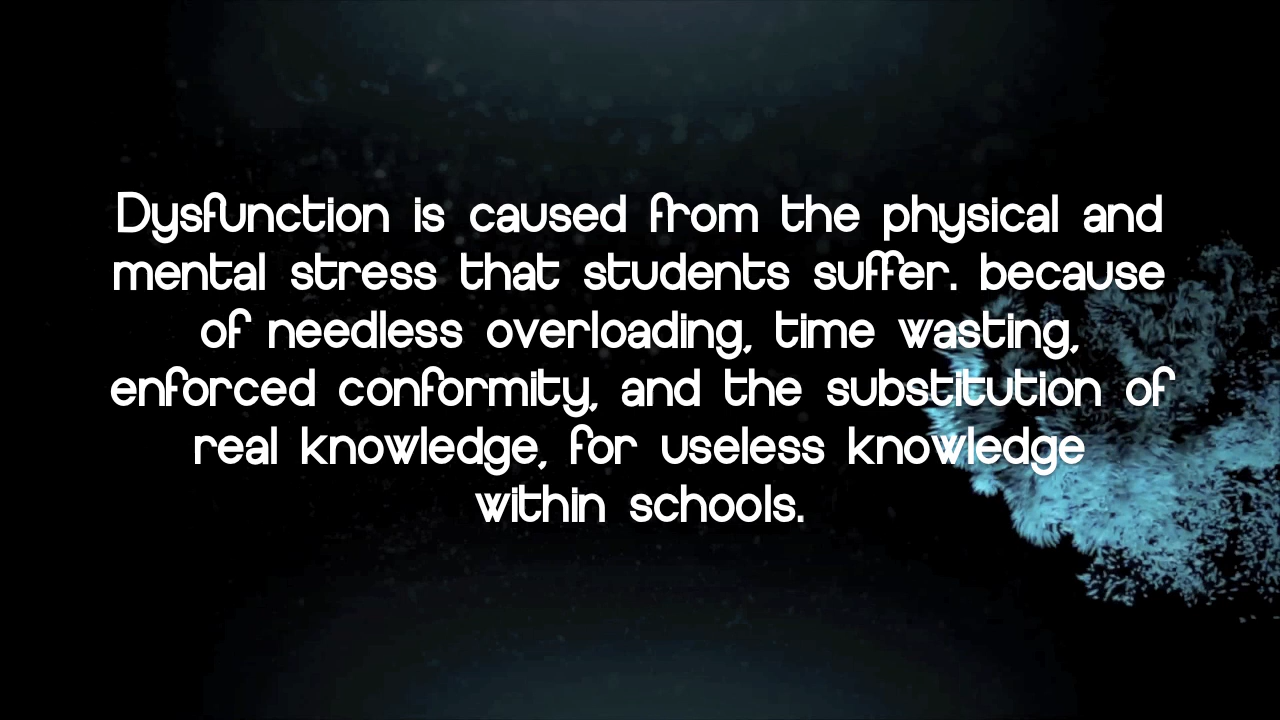 Dysfunction is caused from the physical and
mental stress that students suffer. because
of needless overloading, time wasting,
enforced conformity, and the substitution of
real knowledge, for useless knowledge
within schools.